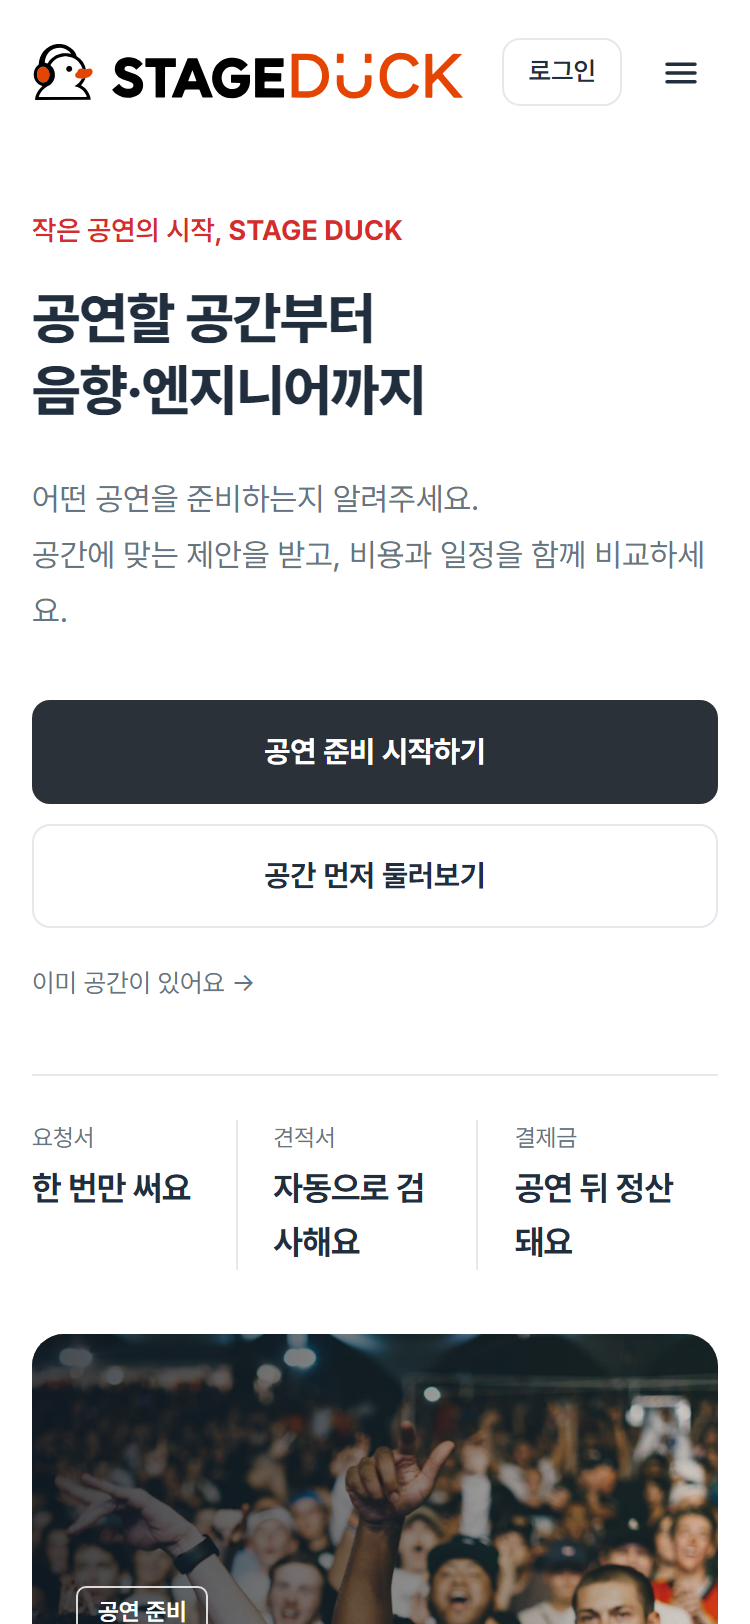 STAGEDUCK
로그인
작은 공연의 시작, STAGE DUCK
공연할 공간부터
음향·엔지니어까지
어떤 공연을 준비하는지 알려주세요.
공간에 맞는 제안을 받고, 비용과 일정을 함께 비교하세
요.
공연 준비 시작하기
공간 먼저 둘러보기
이미 공간이 있어요 →
요청서
한 번만 써요
견적서
자동으로 검
사해요
결제금
공연 뒤 정산
돼요
공연 준비